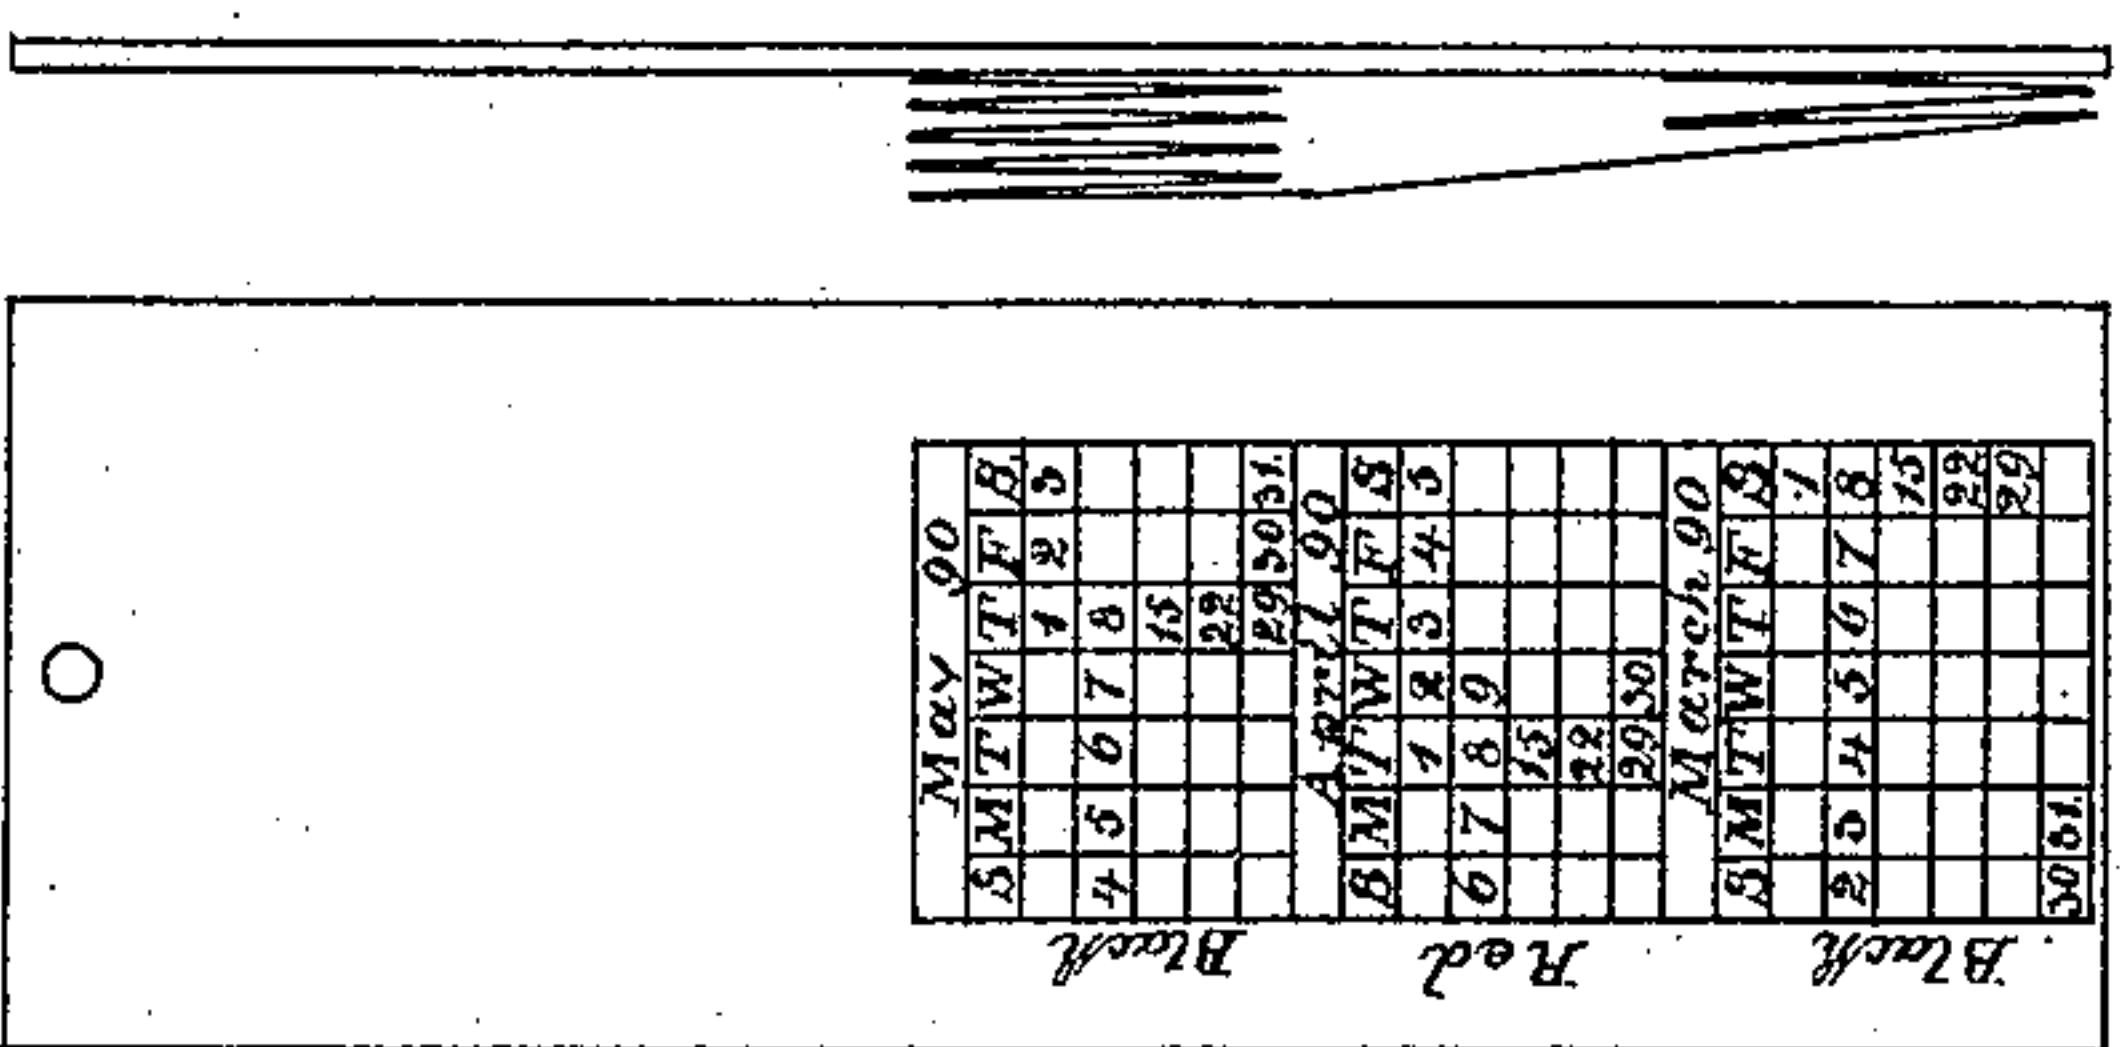 May 90
S M T W T F S
1 2 3
4 5 6 7 8
15
22
29 30 31.
April 90
S M T W T F S
1 2 3 4 5
6 7 8 9
15
22
29 30
March 90
S M T W T F S
1
2 3 4 5 6 7 8
15
22
29
30 31.
Black
Red
Black